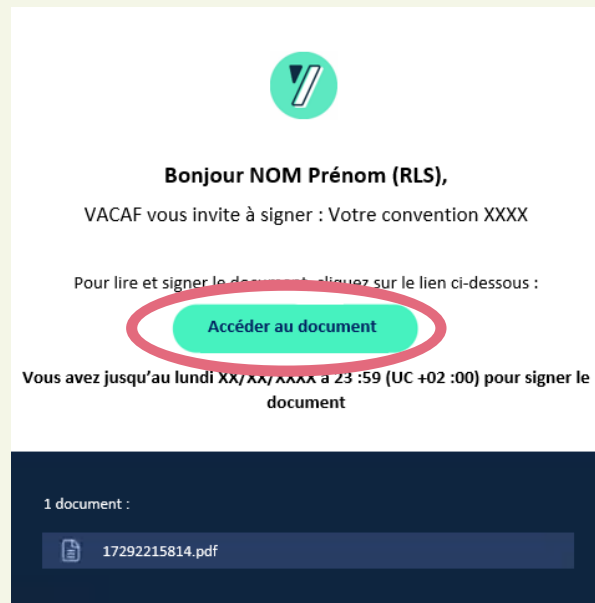 Bonjour NOM Prénom (RLS),
VACAF vous invite à signer : Votre convention XXXX
Pour lire et signer le document, cliquez sur le lien ci-dessous :
Accéder au document
Vous avez jusqu'au lundi XX/XX/XXXX à 23 :59 (UC +02 :00) pour signer le
document
1 document :
17292215814.pdf